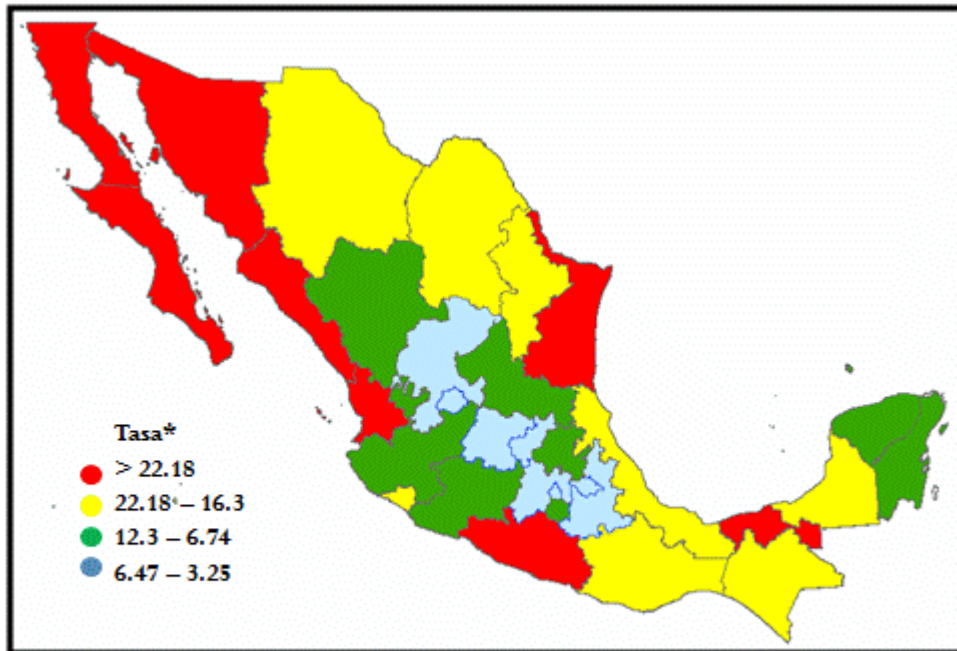 Tasa*
> 22.18
22.18 – 16.3
12.3 – 6.74
6.47 – 3.25